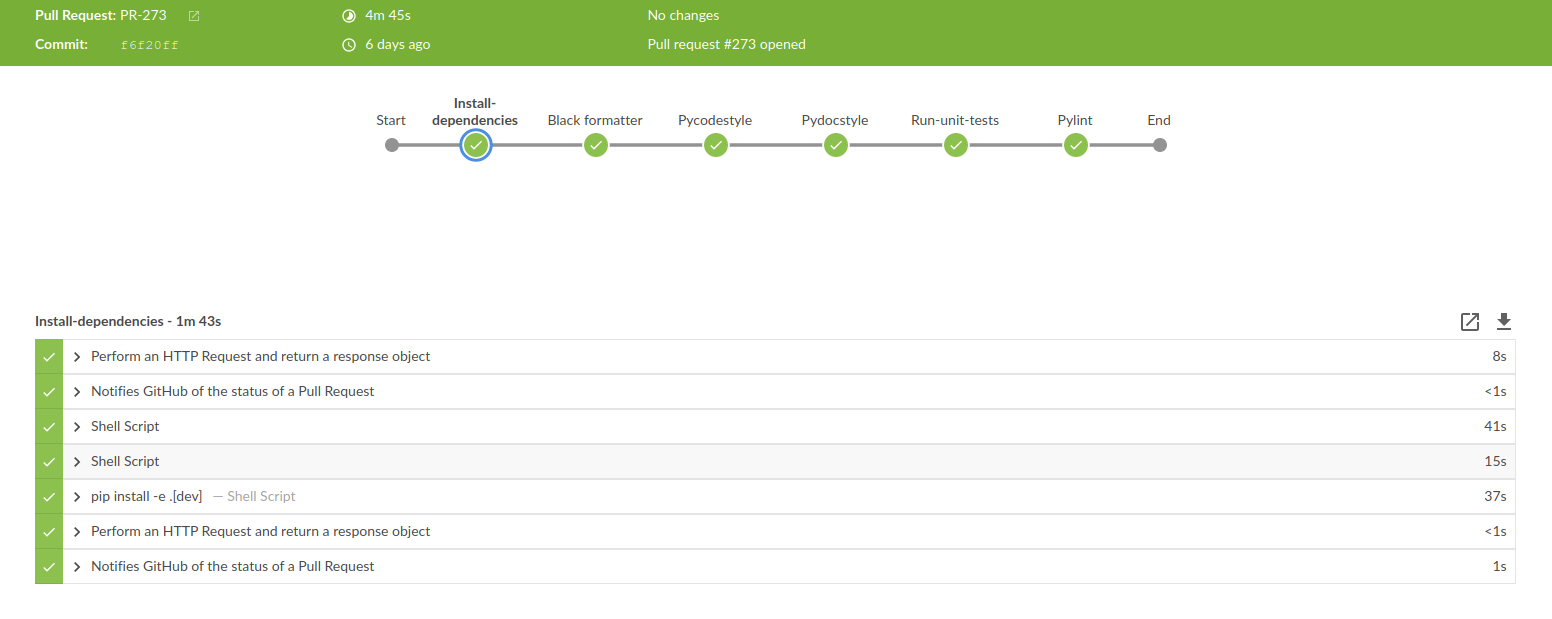 Pull Request: PR-273
4m 45s
No changes
Commit: f6f20ff
6 days ago
Pull request #273 opened
Start
Install-
dependencies
Black formatter
Pycodestyle
Pydocstyle
Run-unit-tests
Pylint
End
Install-dependencies - 1m 43s
Perform an HTTP Request and return a response object 8s
Notifies GitHub of the status of a Pull Request <1s
Shell Script 41s
Shell Script 15s
pip install -e .[dev] — Shell Script 37s
Perform an HTTP Request and return a response object <1s
Notifies GitHub of the status of a Pull Request 1s